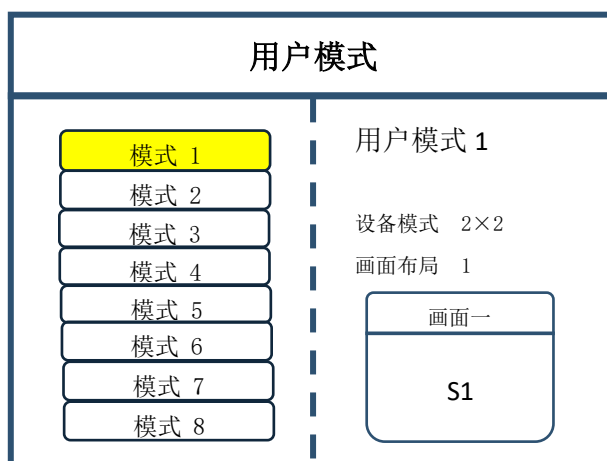 用户模式
模式 1
模式 2
模式 3
模式 4
模式 5
模式 6
模式 7
模式 8
用户模式 1
设备模式 2×2
画面布局 1
画面一
S1